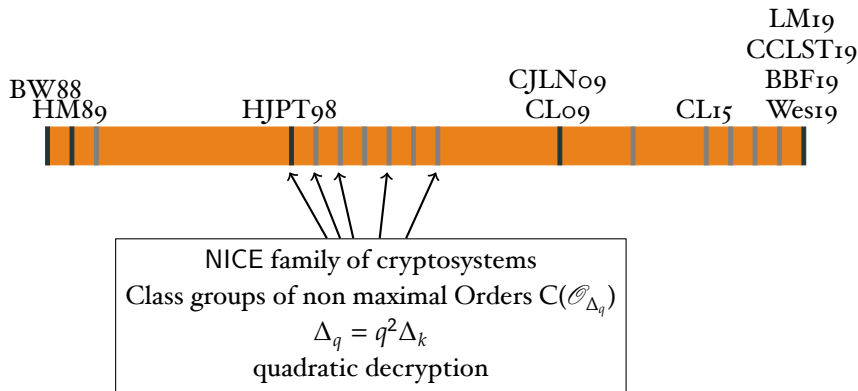 LM19
CCLST19
BW88 CJLN09 BBF19
HM89 HJPT98 CL09 CL15 Wes19
NICE family of cryptosystems
Class groups of non maximal Orders C(𝒪_{Δ_q})
Δ_q = q²Δ_k
quadratic decryption